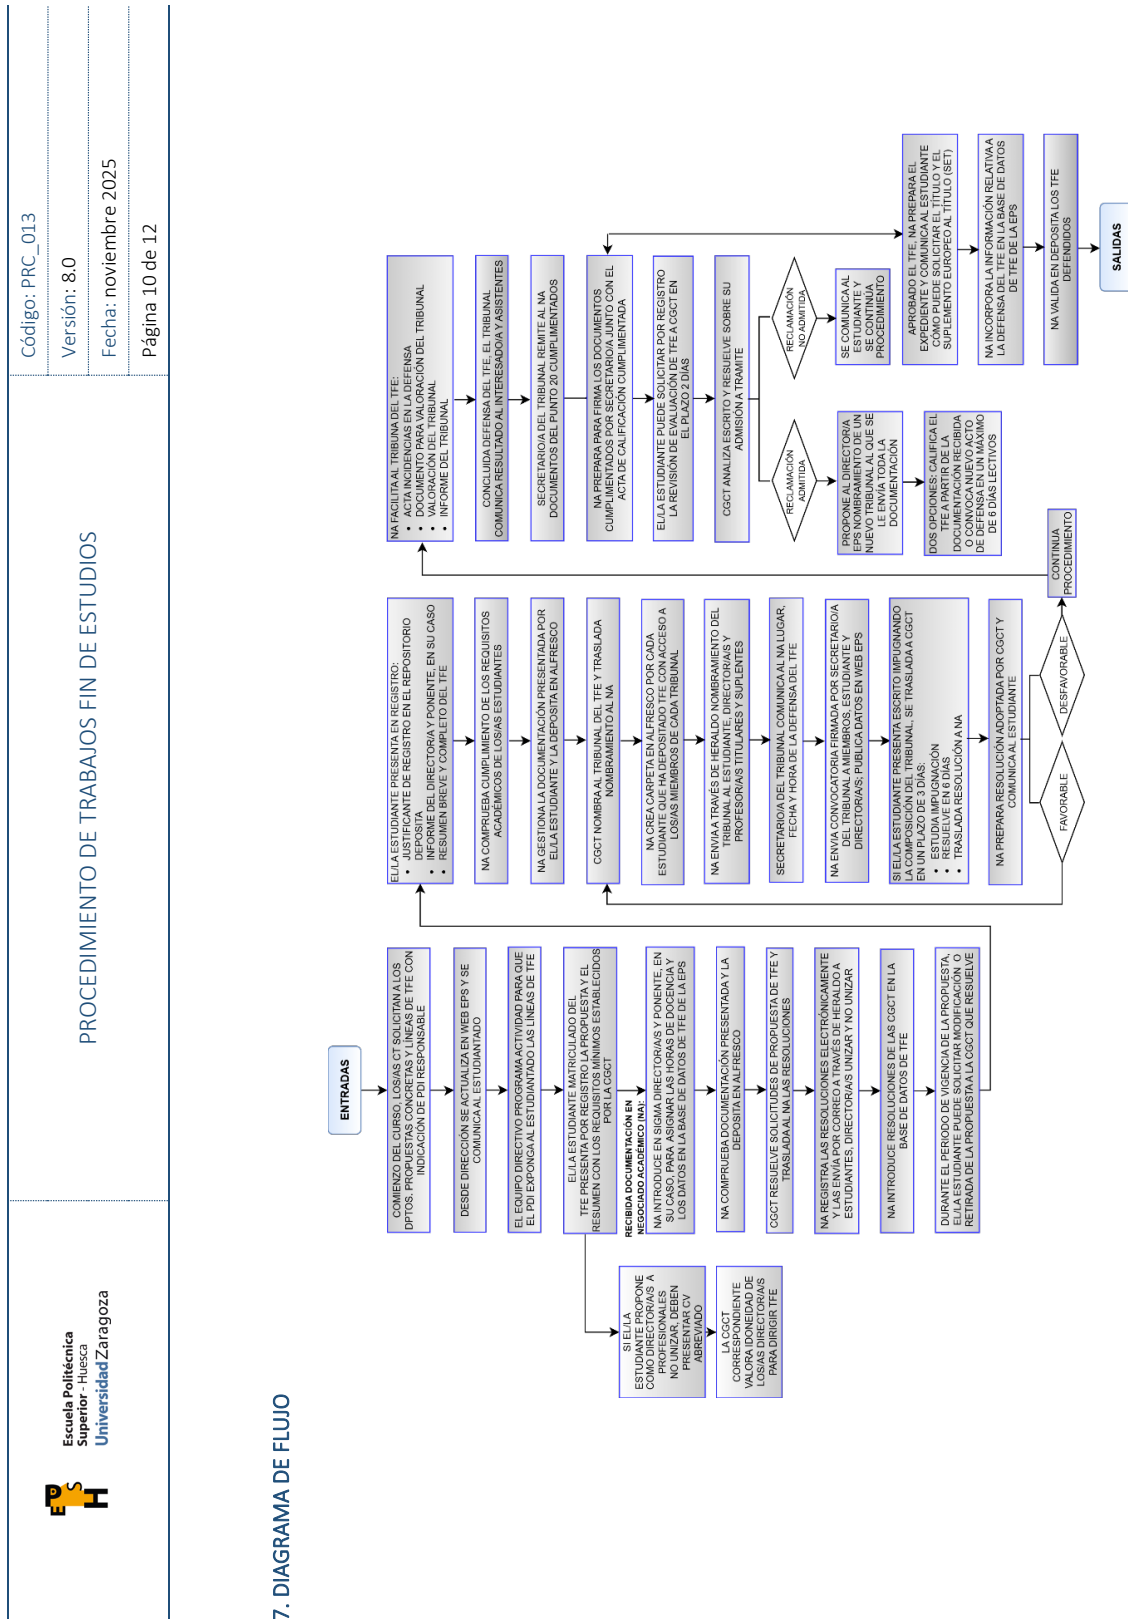 Escuela Politécnica
Superior - Huesca
Universidad Zaragoza
PROCEDIMIENTO DE TRABAJOS FIN DE ESTUDIOS
Código: PRC_013
Versión: 8.0
Fecha: noviembre 2025
Página 10 de 12
7. DIAGRAMA DE FLUJO
ENTRADAS
COMIENZO DEL CURSO, LOS/AS CT SOLICITAN A LOS
DPTOS. PROPUESTAS CONCRETAS Y LÍNEAS DE TFE CON
INDICACIÓN DE PDI RESPONSABLE
DESDE DIRECCIÓN SE ACTUALIZA EN WEB EPS Y SE
COMUNICA AL ESTUDIANTADO
EL EQUIPO DIRECTIVO PROGRAMA ACTIVIDAD PARA QUE
EL PDI EXPONGA AL ESTUDIANTADO LAS LÍNEAS DE TFE
EL/LA ESTUDIANTE MATRICULADO DEL
TFE PRESENTA POR REGISTRO LA PROPUESTA Y EL
RESUMEN CON LOS REQUISITOS MÍNIMOS ESTABLECIDOS
POR LA CGCT
SI EL/LA
ESTUDIANTE PROPONE
COMO DIRECTOR/A/S A
PROFESIONALES
NO UNIZAR, DEBEN
PRESENTAR CV
ABREVIADO
LA CGCT
CORRESPONDIENTE
VALORA IDONEIDAD DE
LOS/AS DIRECTOR/A/S
PARA DIRIGIR TFE
RECIBIDA DOCUMENTACIÓN EN
NEGOCIADO ACADÉMICO (NA):
NA INTRODUCE EN SIGMA DIRECTOR/A/S Y PONENTE, EN
SU CASO, PARA ASIGNAR LAS HORAS DE DOCENCIA Y
LOS DATOS EN LA BASE DE DATOS DE TFE DE LA EPS
NA COMPRUEBA DOCUMENTACIÓN PRESENTADA Y LA
DEPOSITA EN ALFRESCO
CGCT RESUELVE SOLICITUDES DE PROPUESTA DE TFE Y
TRASLADA AL NA LAS RESOLUCIONES
NA REGISTRA LAS RESOLUCIONES ELECTRÓNICAMENTE
Y LAS ENVÍA POR CORREO A TRAVÉS DE HERALDO A
ESTUDIANTES, DIRECTOR/A/S UNIZAR Y NO UNIZAR
NA INTRODUCE RESOLUCIONES DE LAS CGCT EN LA
BASE DE DATOS DE TFE
DURANTE EL PERIODO DE VIGENCIA DE LA PROPUESTA,
EL/LA ESTUDIANTE PUEDE SOLICITAR MODIFICACIÓN O
RETIRADA DE LA PROPUESTA A LA CGCT QUE RESUELVE
EL/LA ESTUDIANTE PRESENTA EN REGISTRO:
• JUSTIFICANTE DE REGISTRO EN EL REPOSITORIO
DEPOSITA
• INFORME DEL DIRECTOR/A Y PONENTE, EN SU CASO
• RESUMEN BREVE Y COMPLETO DEL TFE
NA COMPRUEBA CUMPLIMIENTO DE LOS REQUISITOS
ACADÉMICOS DE LOS/AS ESTUDIANTES
NA GESTIONA LA DOCUMENTACIÓN PRESENTADA POR
EL/LA ESTUDIANTE Y LA DEPOSITA EN ALFRESCO
CGCT NOMBRA AL TRIBUNAL DEL TFE Y TRASLADA
NOMBRAMIENTO AL NA
NA CREA CARPETA EN ALFRESCO POR CADA
ESTUDIANTE QUE HA DEPOSITADO TFE CON ACCESO A
LOS/AS MIEMBROS DE CADA TRIBUNAL
NA ENVIA A TRAVÉS DE HERALDO NOMBRAMIENTO DEL
TRIBUNAL AL ESTUDIANTE, DIRECTOR/A/S Y
PROFESOR/A/S TITULARES Y SUPLENTES
SECRETARIO/A DEL TRIBUNAL COMUNICA AL NA LUGAR,
FECHA Y HORA DE LA DEFENSA DEL TFE
NA ENVIA CONVOCATORIA FIRMADA POR SECRETARIO/A
DEL TRIBUNAL A MIEMBROS, ESTUDIANTE Y
DIRECTOR/A/S; PUBLICA DATOS EN WEB EPS
SI EL/LA ESTUDIANTE PRESENTA ESCRITO IMPUGNANDO
LA COMPOSICIÓN DEL TRIBUNAL, SE TRASLADA A CGCT
EN UN PLAZO DE 3 DÍAS:
• ESTUDIA IMPUGNACIÓN
• RESUELVE EN 6 DÍAS
• TRASLADA RESOLUCIÓN A NA
NA PREPARA RESOLUCIÓN ADOPTADA POR CGCT Y
COMUNICA AL ESTUDIANTE
FAVORABLE
DESFAVORABLE
CONTINUA
PROCEDIMIENTO
NA FACILITA AL TRIBUNA DEL TFE:
• ACTA INCIDENCIAS EN LA DEFENSA
• DOCUMENTO PARA VALORACIÓN DEL TRIBUNAL
• VALORACIÓN DEL TRIBUNAL
• INFORME DEL TRIBUNAL
CONCLUIDA DEFENSA DEL TFE, EL TRIBUNAL
COMUNICA RESULTADO AL INTERESADO/A Y ASISTENTES
SECRETARIO/A DEL TRIBUNAL REMITE AL NA
DOCUMENTOS DEL PUNTO 20 CUMPLIMENTADOS
NA PREPARA PARA FIRMA LOS DOCUMENTOS
CUMPLIMENTADOS POR SECRETARIO/A JUNTO CON EL
ACTA DE CALIFICACIÓN CUMPLIMENTADA
EL/LA ESTUDIANTE PUEDE SOLICITAR POR REGISTRO
LA REVISIÓN DE EVALUACIÓN DE TFE A CGCT EN
EL PLAZO 2 DÍAS
CGCT ANALIZA ESCRITO Y RESUELVE SOBRE SU
ADMISIÓN A TRAMITE
RECLAMACIÓN
ADMITIDA
RECLAMACIÓN
NO ADMITIDA
PROPONE AL DIRECTOR/A
EPS NOMBRAMIENTO DE UN
NUEVO TRIBUNAL AL QUE SE
LE ENVÍA TODA LA
DOCUMENTACIÓN
DOS OPCIONES: CALIFICA EL
TFE A PARTIR DE LA
DOCUMENTACIÓN RECIBIDA
O CONVOCA NUEVO ACTO
DE DEFENSA EN UN MÁXIMO
DE 6 DÍAS LECTIVOS
SE COMUNICA AL
ESTUDIANTE Y
SE CONTINÚA
PROCEDIMIENTO
APROBADO EL TFE, NA PREPARA EL
EXPEDIENTE Y COMUNICA AL ESTUDIANTE
CÓMO PUEDE SOLICITAR EL TÍTULO Y EL
SUPLEMENTO EUROPEO AL TÍTULO (SET)
NA INCORPORA LA INFORMACIÓN RELATIVA A
LA DEFENSA DEL TFE EN LA BASE DE DATOS
DE TFE DE LA EPS
NA VALIDA EN DEPOSITA LOS TFE
DEFENDIDOS
SALIDAS